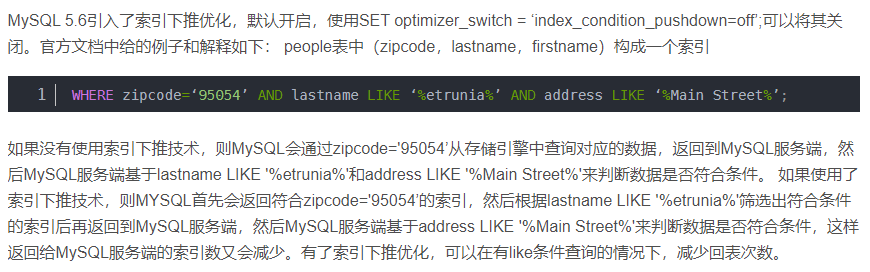 MySQL 5.6引入了索引下推优化，默认开启，使用SET optimizer_switch = ‘index_condition_pushdown=off’;可以将其关
闭。官方文档中给的例子和解释如下： people表中（zipcode，lastname，firstname）构成一个索引
1 WHERE zipcode=‘95054’ AND lastname LIKE ‘%etrunia%’ AND address LIKE ‘%Main Street%’;
如果没有使用索引下推技术，则MySQL会通过zipcode='95054’从存储引擎中查询对应的数据，返回到MySQL服务端，然
后MySQL服务端基于lastname LIKE '%etrunia%'和address LIKE '%Main Street%'来判断数据是否符合条件。 如果使用了
索引下推技术，则MYSQL首先会返回符合zipcode='95054’的索引，然后根据lastname LIKE '%etrunia%'筛选出符合条件
的索引后再返回到MySQL服务端，然后MySQL服务端基于address LIKE '%Main Street%'来判断数据是否符合条件，这样
返回给MySQL服务端的索引数又会减少。有了索引下推优化，可以在有like条件查询的情况下，减少回表次数。